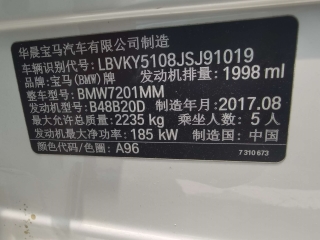 华晨宝马汽车有限公司制造
车辆识别代号: LBVKY5108JSJ91019
品牌: 宝马(BMW)牌 发动机排量: 1998 ml
整车型号: BMW7201MM
发动机型号: B48B20D 制造年月: 2017.08
最大允许总质量: 2235 kg 乘坐人数: 5 人
发动机最大净功率: 185 kW 制造国: 中国
颜色代码/色圖: A96
7 310 673